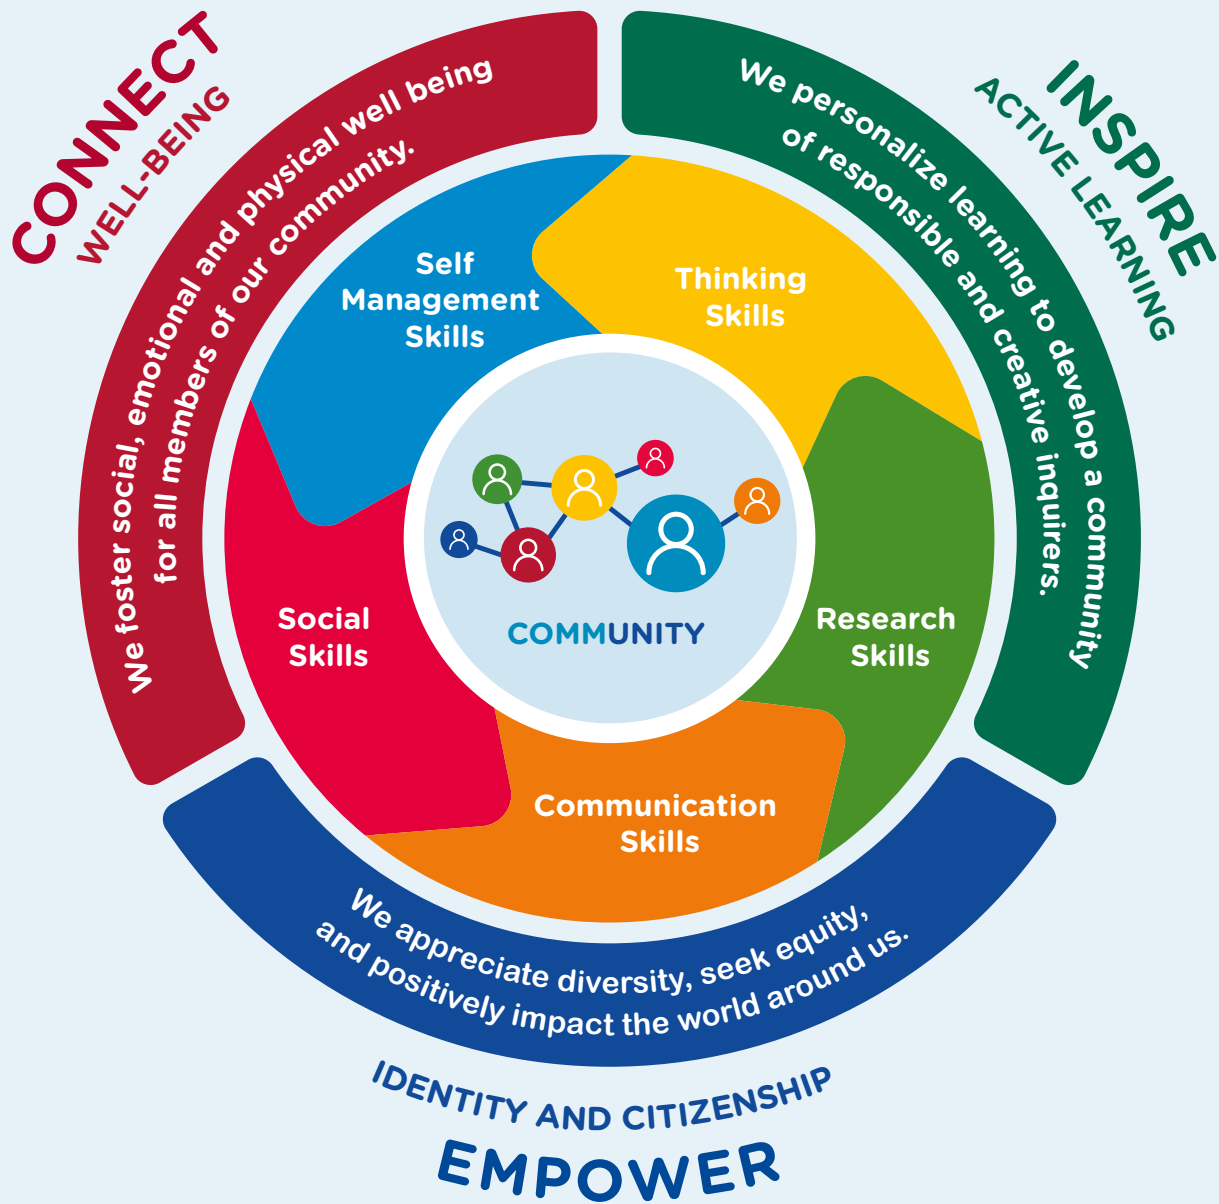 CONNECT
WELL-BEING
We foster social, emotional and physical well being
for all members of our community.
INSPIRE
ACTIVE LEARNING
We personalize learning to develop a community
of responsible and creative inquirers.
Self
Management
Skills
Thinking
Skills
Social
Skills
COMMUNITY
Research
Skills
Communication
Skills
We appreciate diversity, seek equity,
and positively impact the world around us.
IDENTITY AND CITIZENSHIP
EMPOWER